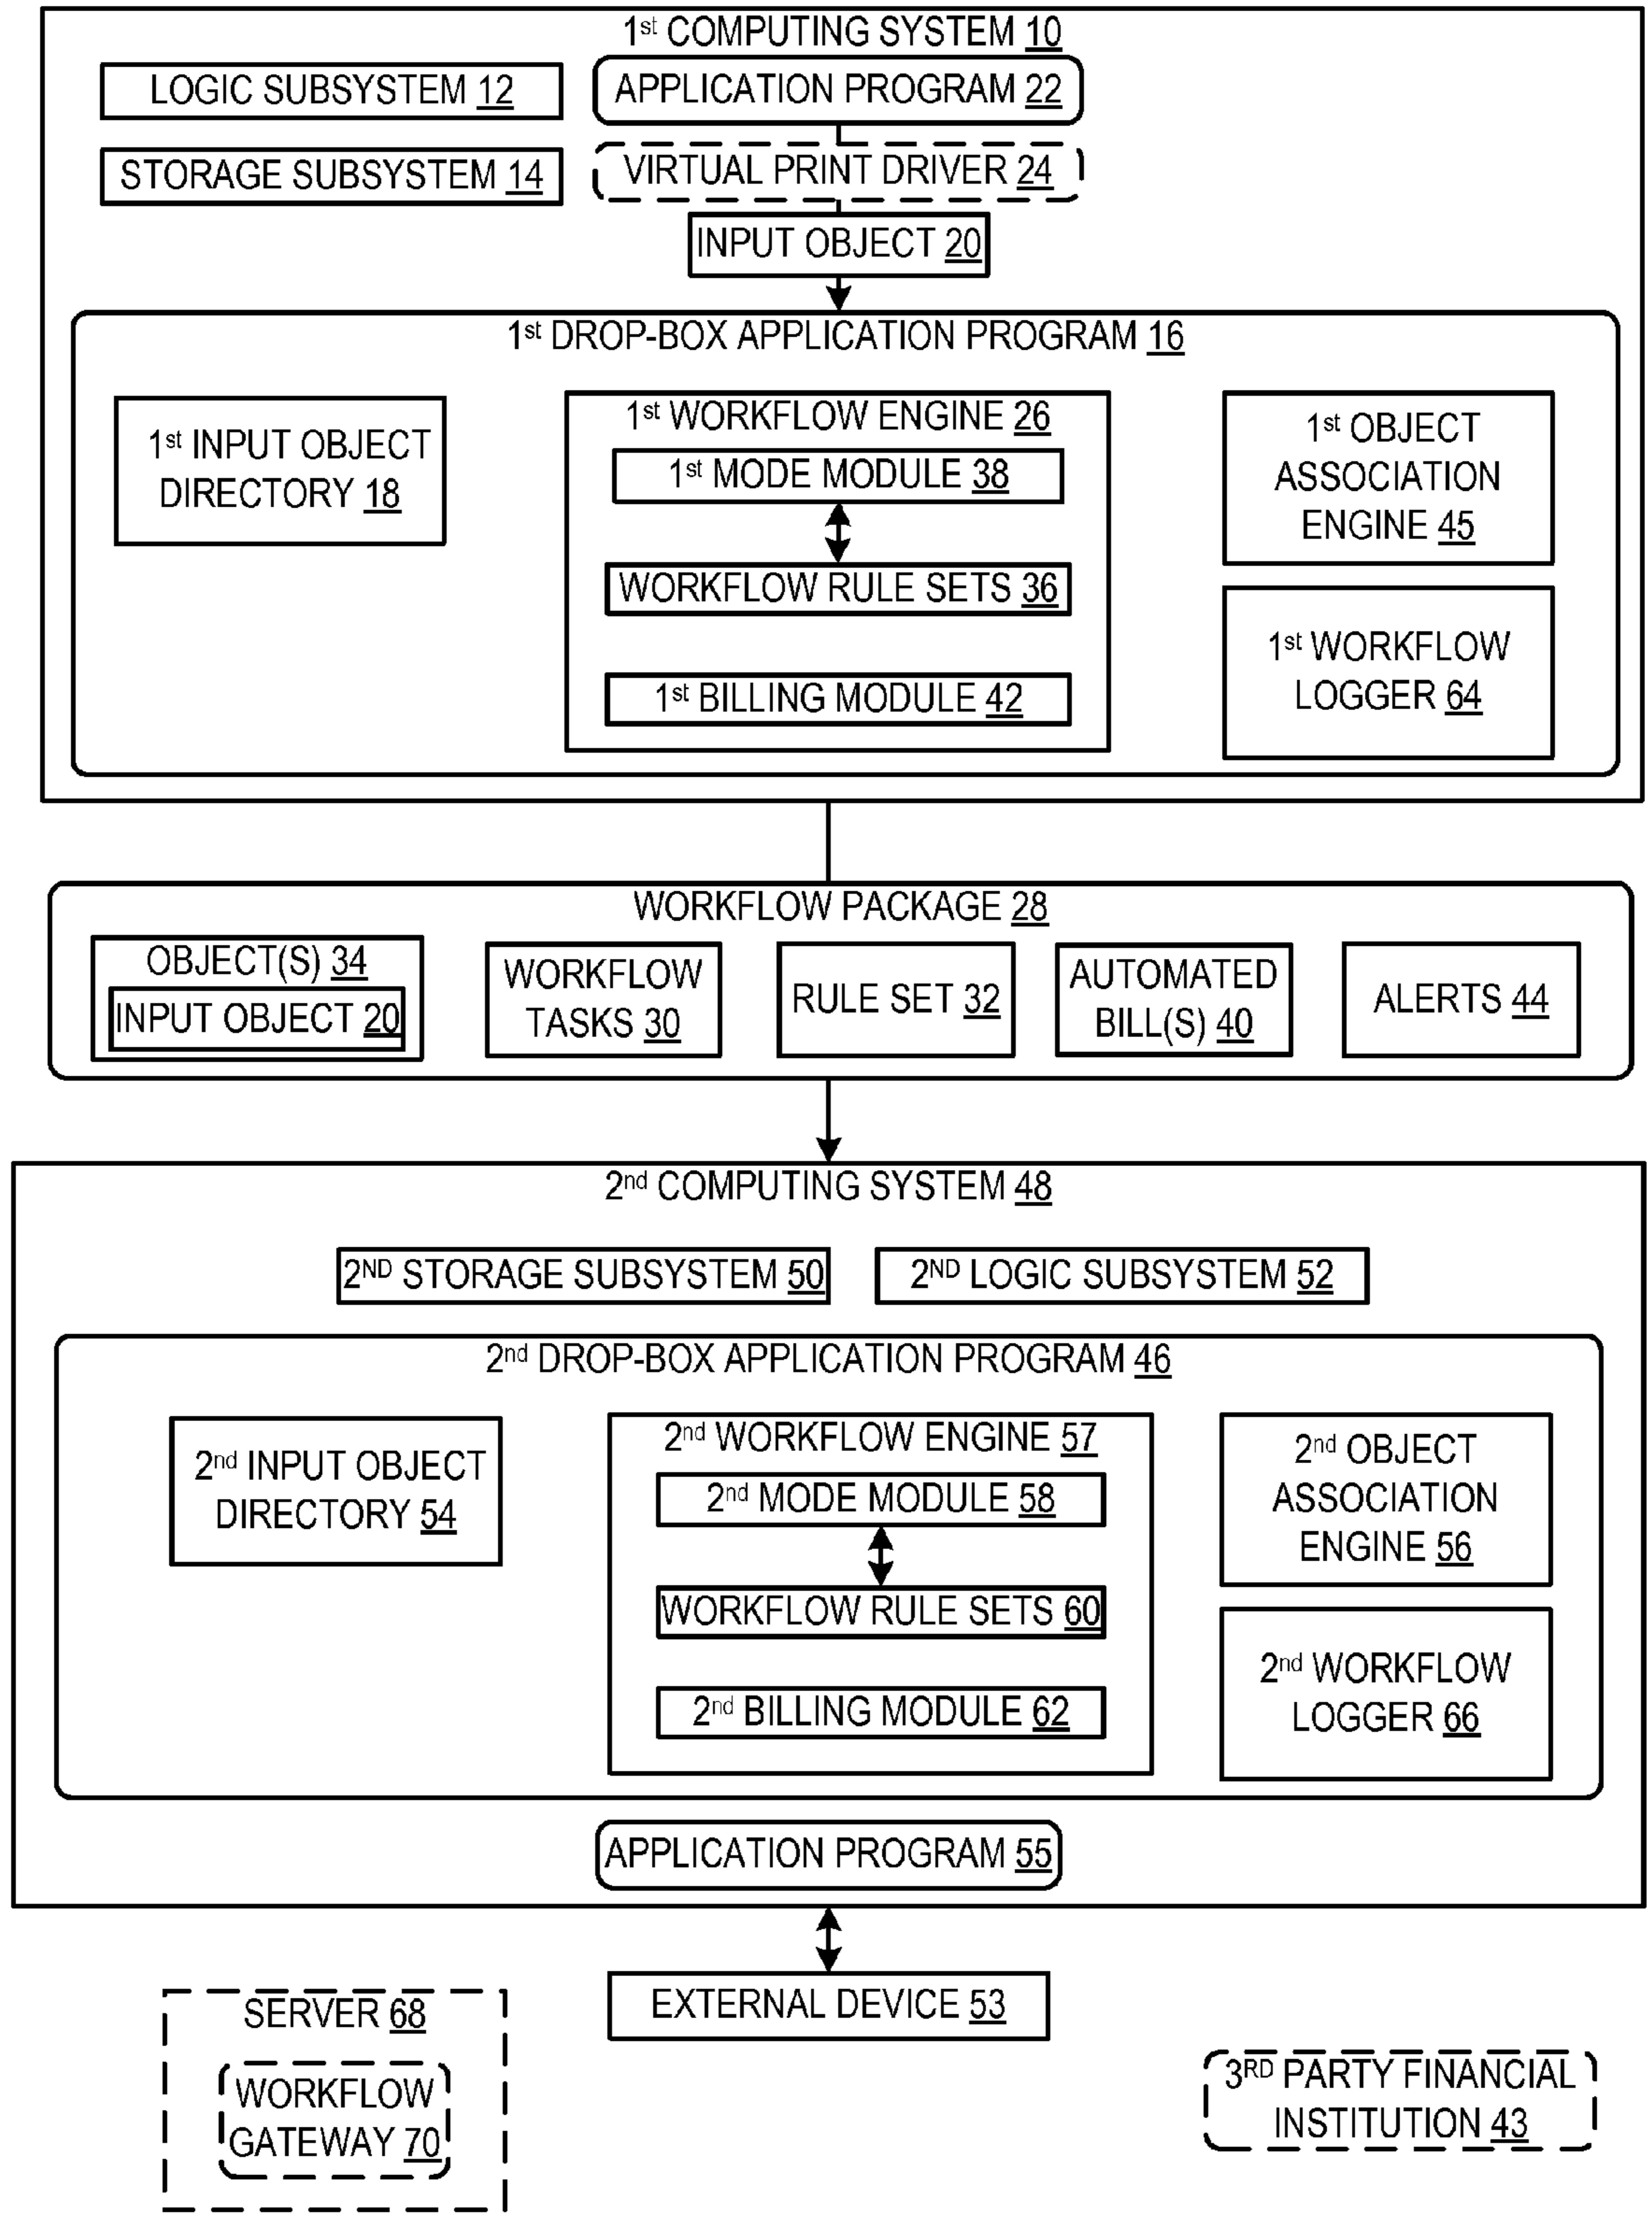 1st COMPUTING SYSTEM 10
LOGIC SUBSYSTEM 12
APPLICATION PROGRAM 22
STORAGE SUBSYSTEM 14
VIRTUAL PRINT DRIVER 24
INPUT OBJECT 20
1st DROP-BOX APPLICATION PROGRAM 16
1st INPUT OBJECT
DIRECTORY 18
1st WORKFLOW ENGINE 26
1st MODE MODULE 38
WORKFLOW RULE SETS 36
1st BILLING MODULE 42
1st OBJECT
ASSOCIATION
ENGINE 45
1st WORKFLOW
LOGGER 64
WORKFLOW PACKAGE 28
OBJECT(S) 34
INPUT OBJECT 20
WORKFLOW
TASKS 30
RULE SET 32
AUTOMATED
BILL(S) 40
ALERTS 44
2nd COMPUTING SYSTEM 48
2ND STORAGE SUBSYSTEM 50
2ND LOGIC SUBSYSTEM 52
2nd DROP-BOX APPLICATION PROGRAM 46
2nd INPUT OBJECT
DIRECTORY 54
2nd WORKFLOW ENGINE 57
2nd MODE MODULE 58
WORKFLOW RULE SETS 60
2nd BILLING MODULE 62
2nd OBJECT
ASSOCIATION
ENGINE 56
2nd WORKFLOW
LOGGER 66
APPLICATION PROGRAM 55
EXTERNAL DEVICE 53
SERVER 68
WORKFLOW
GATEWAY 70
3RD PARTY FINANCIAL
INSTITUTION 43